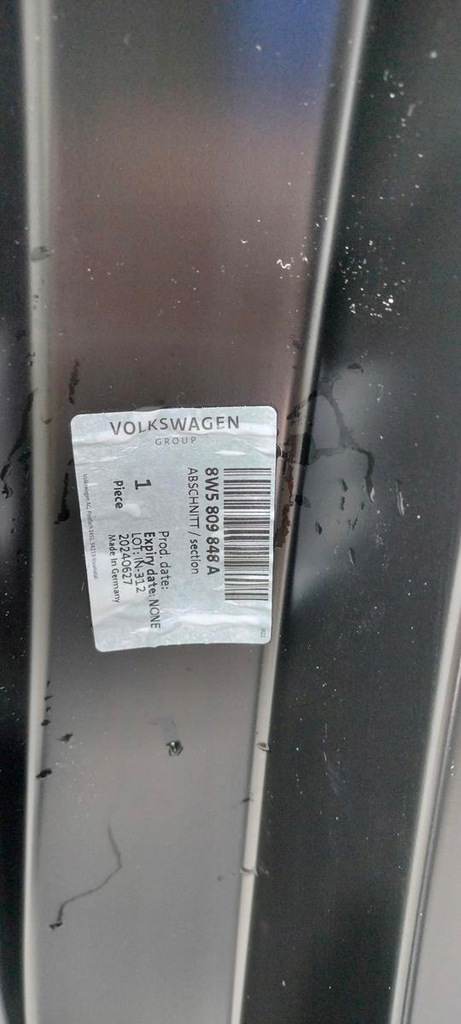 VOLKSWAGEN
GROUP
8W5 809 848 A
ABSCHNITT / section
Prod. date:
Expiry date: NONE
LOT: IN-312
20240627
Made in Germany
1
Piece